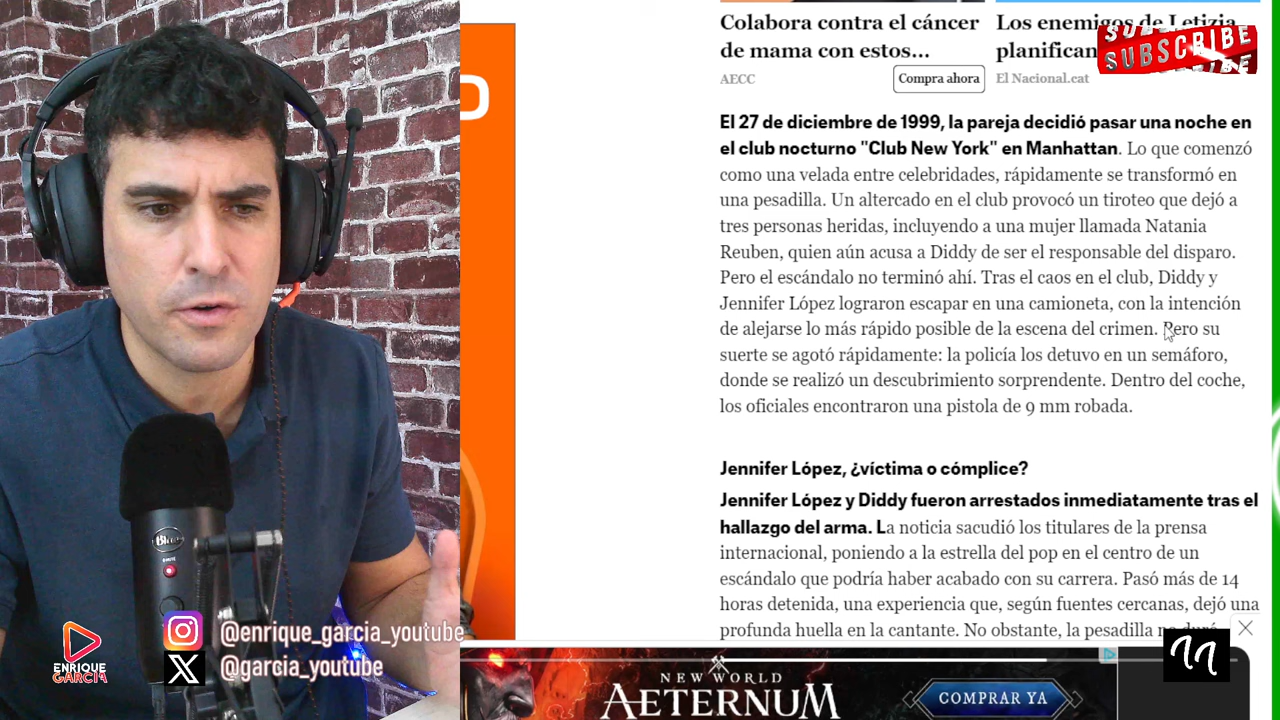 Colabora contra el cáncer
de mama con estos...
AECC
Compra ahora
Los enemigos de Letizia
planifican
El Nacional.cat
SUBSCRIBE
El 27 de diciembre de 1999, la pareja decidió pasar una noche en
el club nocturno "Club New York" en Manhattan. Lo que comenzó
como una velada entre celebridades, rápidamente se transformó en
una pesadilla. Un altercado en el club provocó un tiroteo que dejó a
tres personas heridas, incluyendo a una mujer llamada Natania
Reuben, quien aún acusa a Diddy de ser el responsable del disparo.
Pero el escándalo no terminó ahí. Tras el caos en el club, Diddy y
Jennifer López lograron escapar en una camioneta, con la intención
de alejarse lo más rápido posible de la escena del crimen. Pero su
suerte se agotó rápidamente: la policía los detuvo en un semáforo,
donde se realizó un descubrimiento sorprendente. Dentro del coche,
los oficiales encontraron una pistola de 9 mm robada.
Jennifer López, ¿víctima o cómplice?
Jennifer López y Diddy fueron arrestados inmediatamente tras el
hallazgo del arma. La noticia sacudió los titulares de la prensa
internacional, poniendo a la estrella del pop en el centro de un
escándalo que podría haber acabado con su carrera. Pasó más de 14
horas detenida, una experiencia que, según fuentes cercanas, dejó una
profunda huella en la cantante. No obstante, la pesadilla no
Blue
MUTE
ENRIQUE
GARCIA
@enrique_garcia_youtube
@garcia_youtube
NEW WORLD
AETERNUM
COMPRAR YA